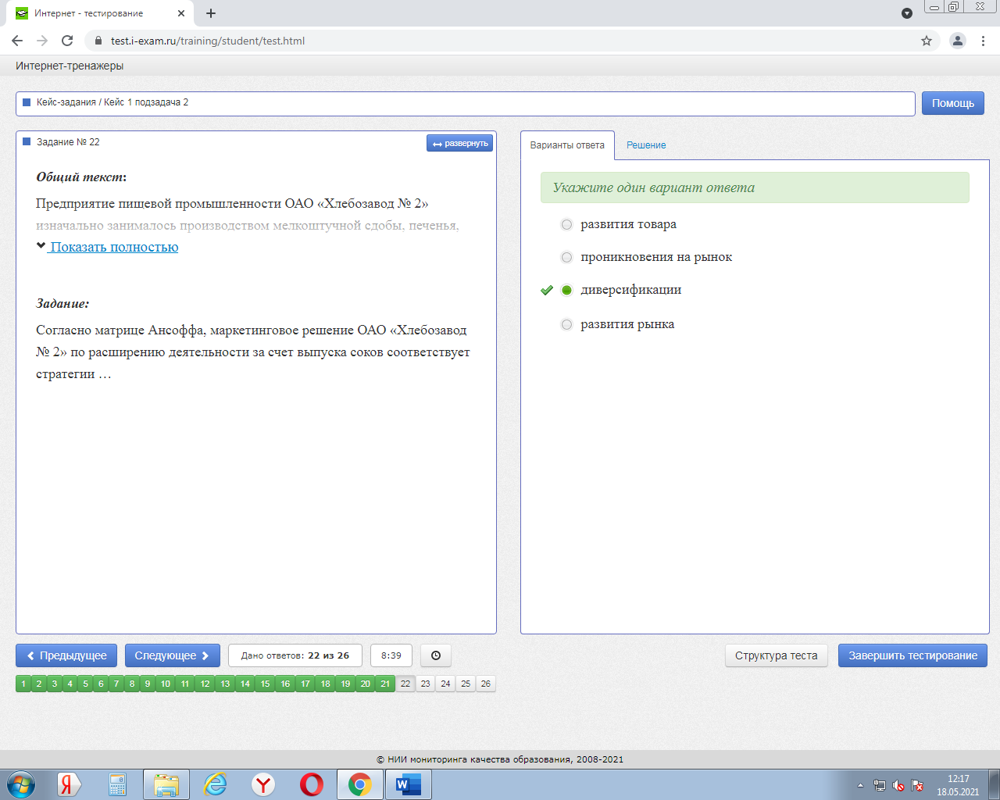 Интернет - тестирование
test.i-exam.ru/training/student/test.html
Интернет-тренажеры
Кейс-задания / Кейс 1 подзадача 2
Помощь
Задание № 22
развернуть
Общий текст:
Предприятие пищевой промышленности ОАО «Хлебозавод № 2»
изначально занималось производством мелкоштучной сдобы, печенья,
Показать полностью
Задание:
Согласно матрице Ансоффа, маркетинговое решение ОАО «Хлебозавод
№ 2» по расширению деятельности за счет выпуска соков соответствует
стратегии …
Варианты ответа
Решение
Укажите один вариант ответа
развития товара
проникновения на рынок
диверсификации
развития рынка
Предыдущее
Следующее
Дано ответов: 22 из 26
8:39
Структура теста
Завершить тестирование
1 2 3 4 5 6 7 8 9 10 11 12 13 14 15 16 17 18 19 20 21 22 23 24 25 26
© НИИ мониторинга качества образования, 2008-2021
12:17
18.05.2021